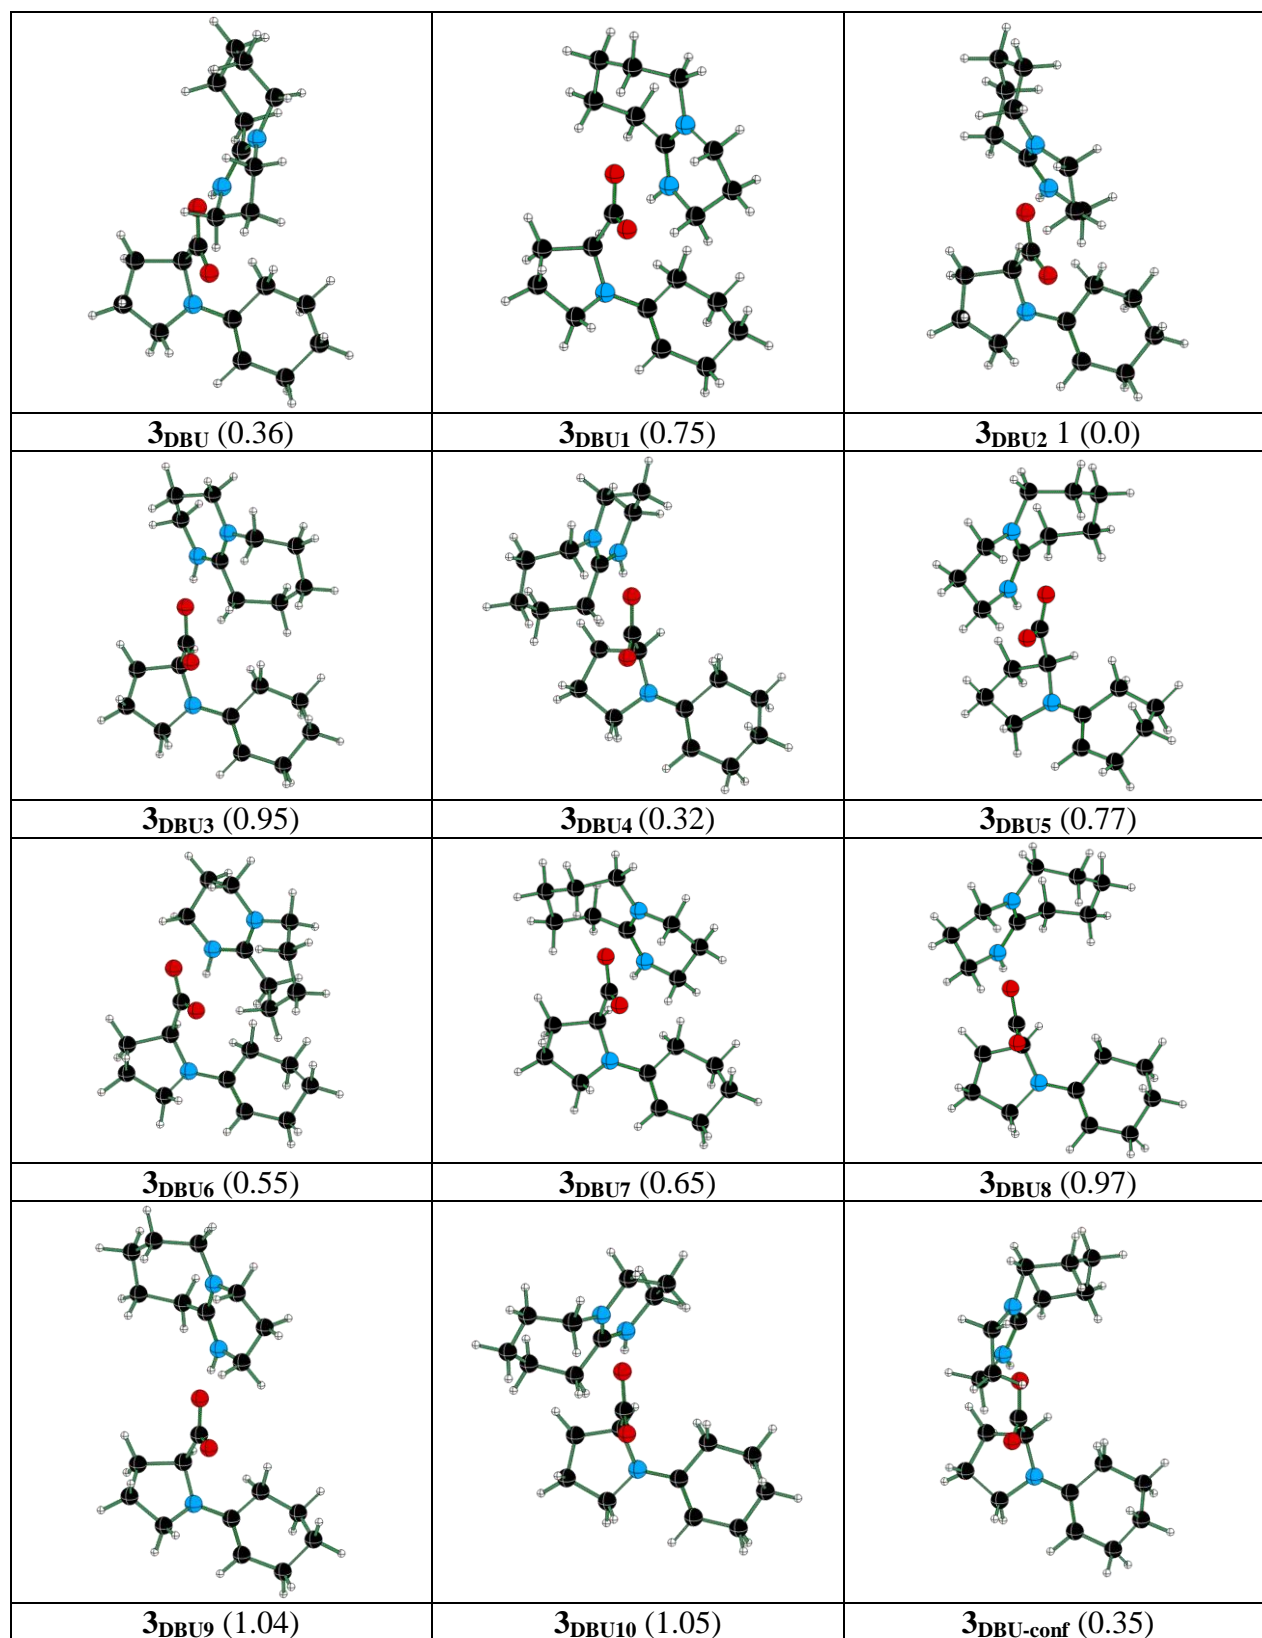 3DBU (0.36)
3DBU1 (0.75)
3DBU2 1 (0.0)
3DBU3 (0.95)
3DBU4 (0.32)
3DBU5 (0.77)
3DBU6 (0.55)
3DBU7 (0.65)
3DBU8 (0.97)
3DBU9 (1.04)
3DBU10 (1.05)
3DBU-conf (0.35)